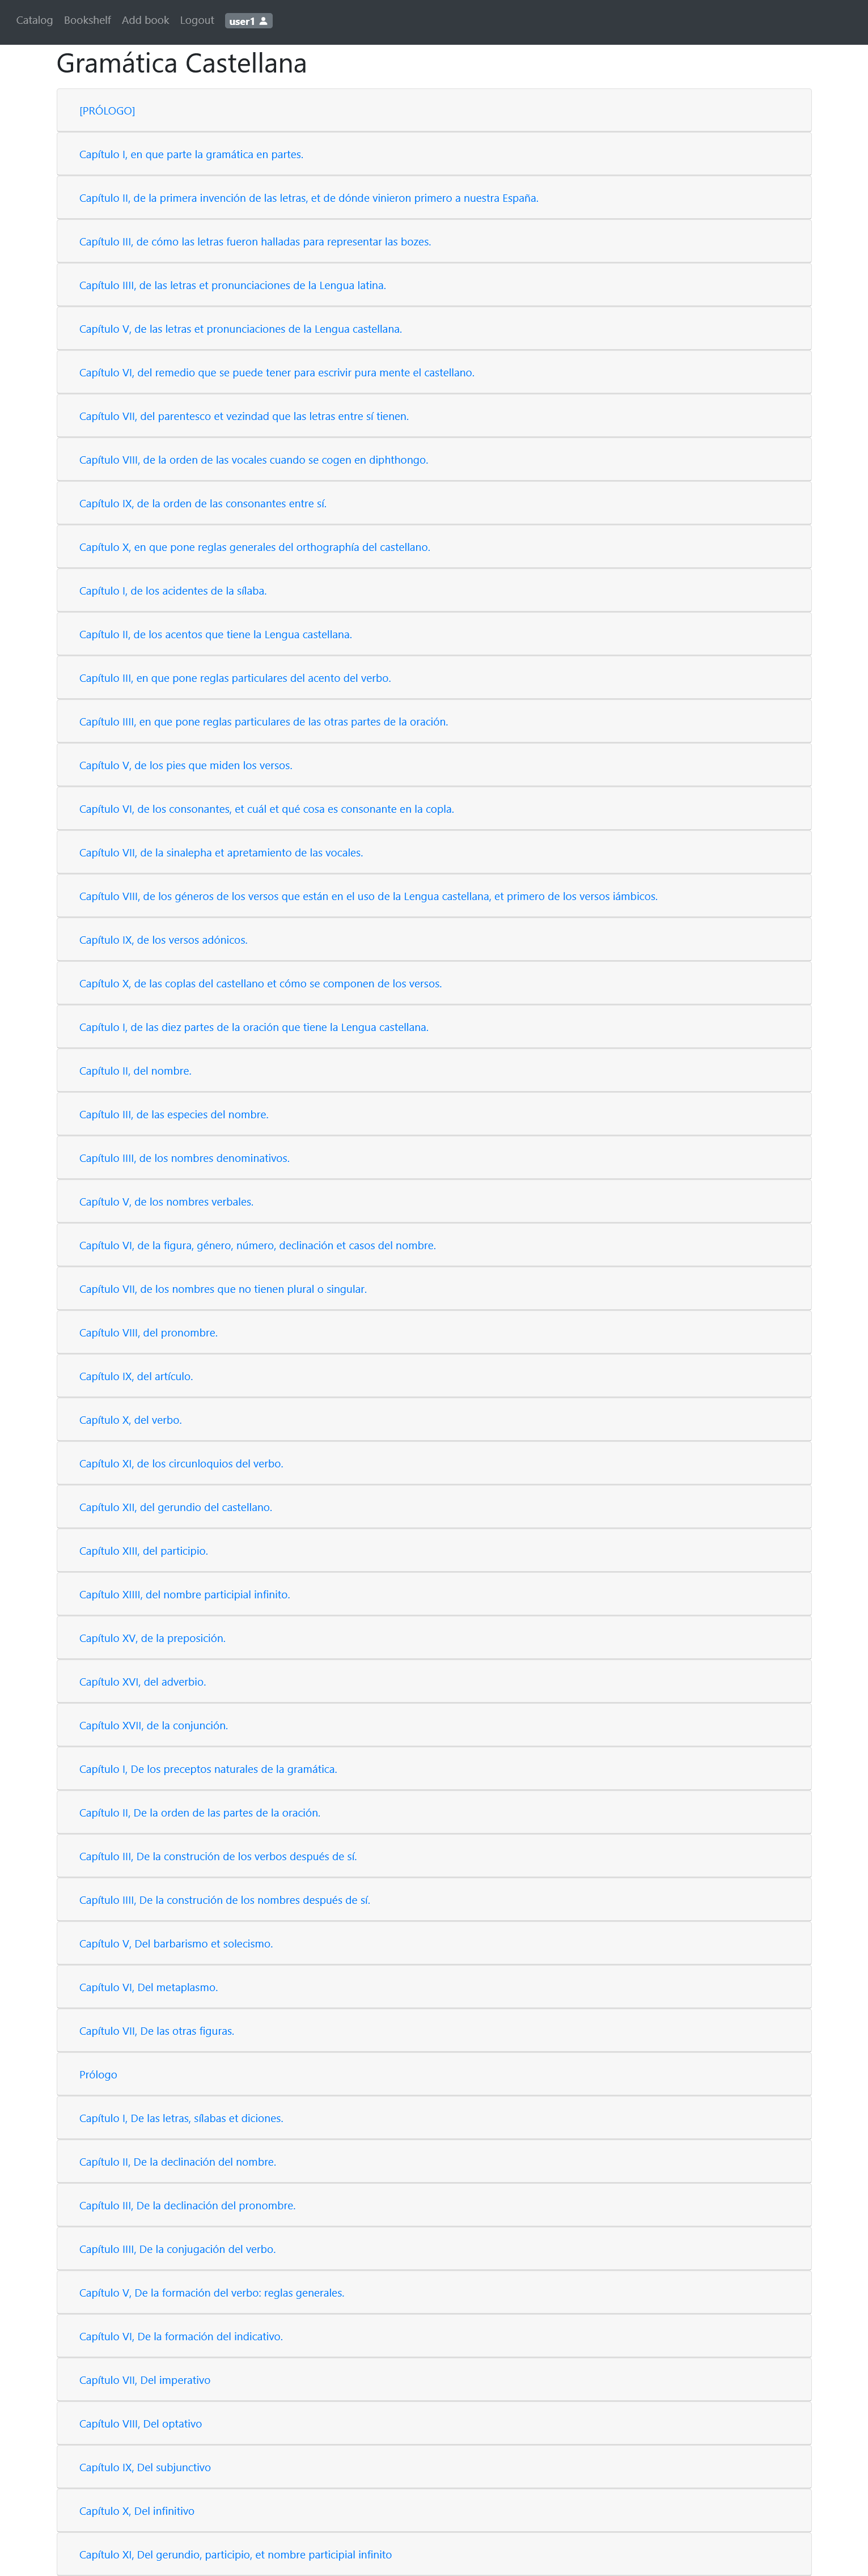 Catalog Bookshelf Add book Logout user1
Gramática Castellana
[PRÓLOGO]
Capítulo I, en que parte la gramática en partes.
Capítulo II, de la primera invención de las letras, et de dónde vinieron primero a nuestra España.
Capítulo III, de cómo las letras fueron halladas para representar las bozes.
Capítulo IIII, de las letras et pronunciaciones de la Lengua latina.
Capítulo V, de las letras et pronunciaciones de la Lengua castellana.
Capítulo VI, del remedio que se puede tener para escrivir pura mente el castellano.
Capítulo VII, del parentesco et vezindad que las letras entre sí tienen.
Capítulo VIII, de la orden de las vocales cuando se cogen en diphthongo.
Capítulo IX, de la orden de las consonantes entre sí.
Capítulo X, en que pone reglas generales del orthographía del castellano.
Capítulo I, de los acidentes de la sílaba.
Capítulo II, de los acentos que tiene la Lengua castellana.
Capítulo III, en que pone reglas particulares del acento del verbo.
Capítulo IIII, en que pone reglas particulares de las otras partes de la oración.
Capítulo V, de los pies que miden los versos.
Capítulo VI, de los consonantes, et cuál et qué cosa es consonante en la copla.
Capítulo VII, de la sinalepha et apretamiento de las vocales.
Capítulo VIII, de los géneros de los versos que están en el uso de la Lengua castellana, et primero de los versos iámbicos.
Capítulo IX, de los versos adónicos.
Capítulo X, de las coplas del castellano et cómo se componen de los versos.
Capítulo I, de las diez partes de la oración que tiene la Lengua castellana.
Capítulo II, del nombre.
Capítulo III, de las especies del nombre.
Capítulo IIII, de los nombres denominativos.
Capítulo V, de los nombres verbales.
Capítulo VI, de la figura, género, número, declinación et casos del nombre.
Capítulo VII, de los nombres que no tienen plural o singular.
Capítulo VIII, del pronombre.
Capítulo IX, del artículo.
Capítulo X, del verbo.
Capítulo XI, de los circunloquios del verbo.
Capítulo XII, del gerundio del castellano.
Capítulo XIII, del participio.
Capítulo XIIII, del nombre participial infinito.
Capítulo XV, de la preposición.
Capítulo XVI, del adverbio.
Capítulo XVII, de la conjunción.
Capítulo I, De los preceptos naturales de la gramática.
Capítulo II, De la orden de las partes de la oración.
Capítulo III, De la construción de los verbos después de sí.
Capítulo IIII, De la construción de los nombres después de sí.
Capítulo V, Del barbarismo et solecismo.
Capítulo VI, Del metaplasmo.
Capítulo VII, De las otras figuras.
Prólogo
Capítulo I, De las letras, sílabas et diciones.
Capítulo II, De la declinación del nombre.
Capítulo III, De la declinación del pronombre.
Capítulo IIII, De la conjugación del verbo.
Capítulo V, De la formación del verbo: reglas generales.
Capítulo VI, De la formación del indicativo.
Capítulo VII, Del imperativo
Capítulo VIII, Del optativo
Capítulo IX, Del subjunctivo
Capítulo X, Del infinitivo
Capítulo XI, Del gerundio, participio, et nombre participial infinito